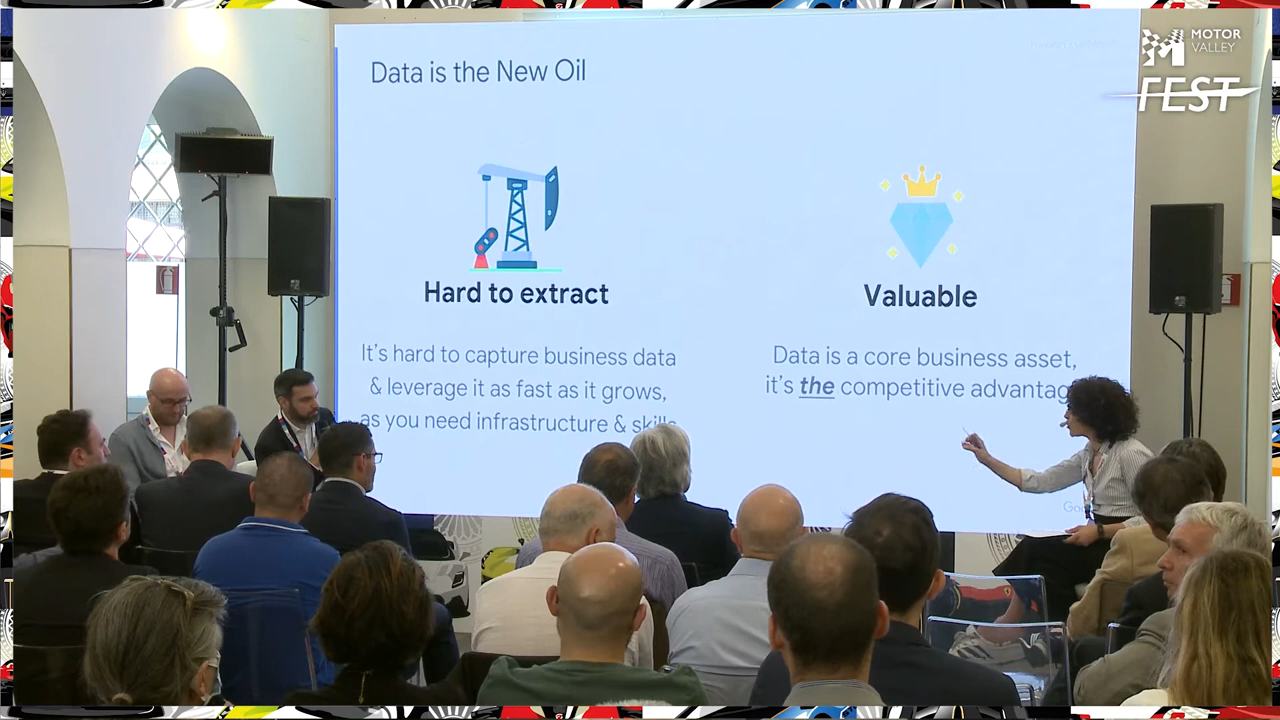 MOTOR
VALLEY
FEST
Data is the New Oil
Hard to extract
It's hard to capture business data
& leverage it as fast as it grows,
as you need infrastructure & skills
Valuable
Data is a core business asset,
it's the competitive advantag